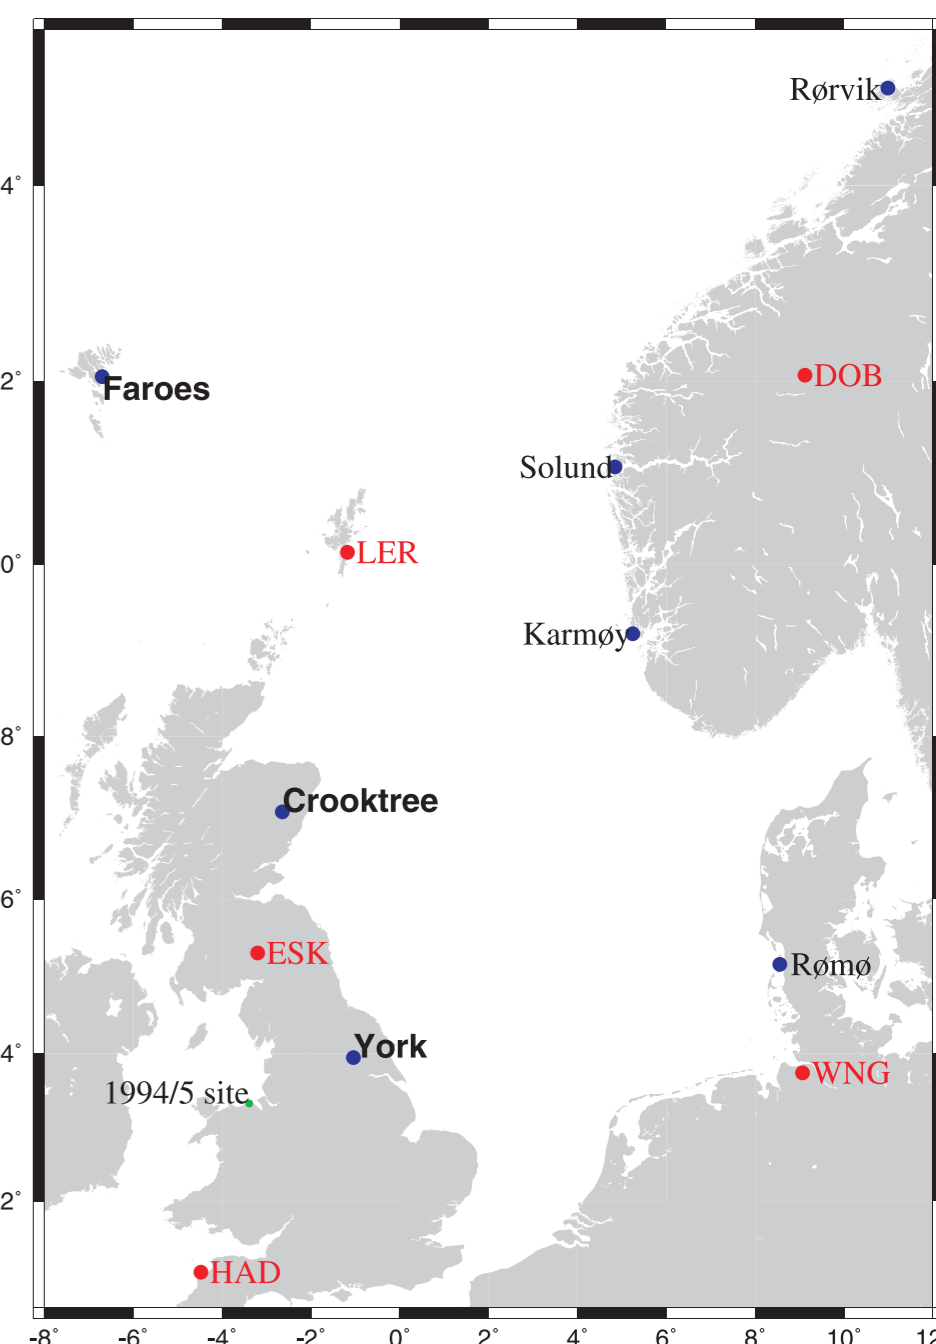 Rørvik
4°
2°
DOB
Faroes
Solund
LER
0°
Karmøy
8°
Crooktree
6°
ESK
Rømø
York
4°
WNG
1994/5 site
2°
HAD
-8° -6° -4° -2° 0° 2° 4° 6° 8° 10° 12